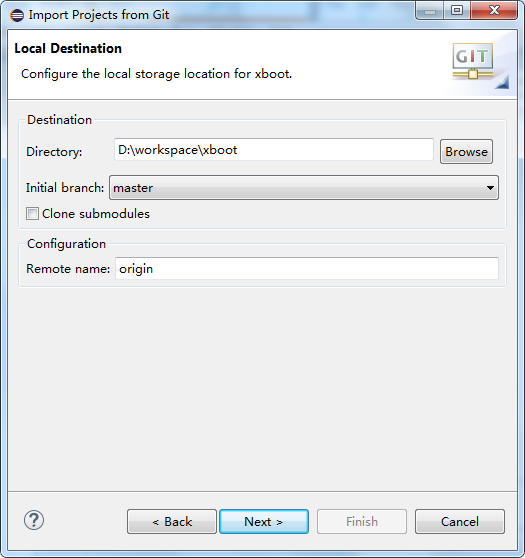 Import Projects from Git
Local Destination
Configure the local storage location for xboot.
GIT
Destination
Directory: D:\workspace\xboot Browse
Initial branch: master
Clone submodules
Configuration
Remote name: origin
? < Back Next > Finish Cancel